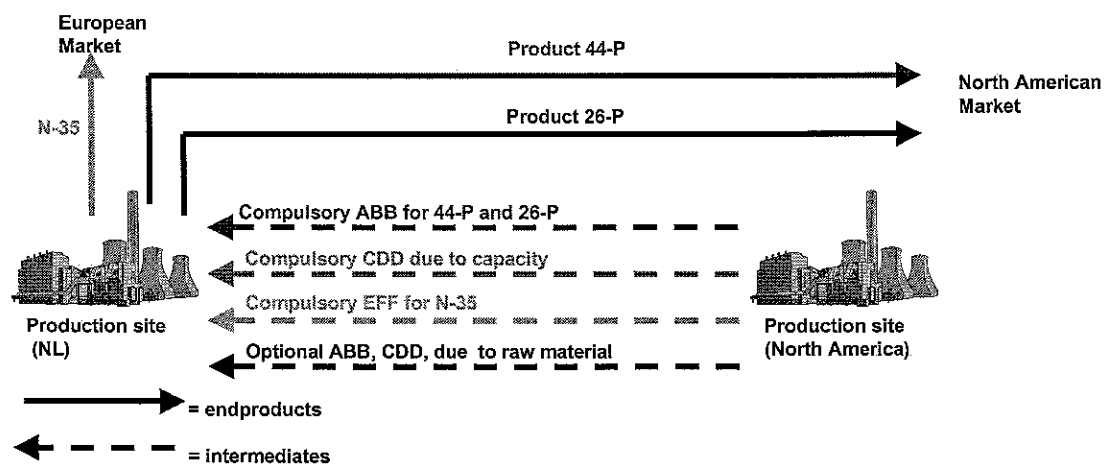 European
Market
Product 44-P
North American
Market
N-35
Product 26-P
Compulsory ABB for 44-P and 26-P
Compulsory CDD due to capacity
Compulsory EFF for N-35
Production site
(NL)
Production site
(North America)
Optional ABB, CDD, due to raw material
= endproducts
= intermediates